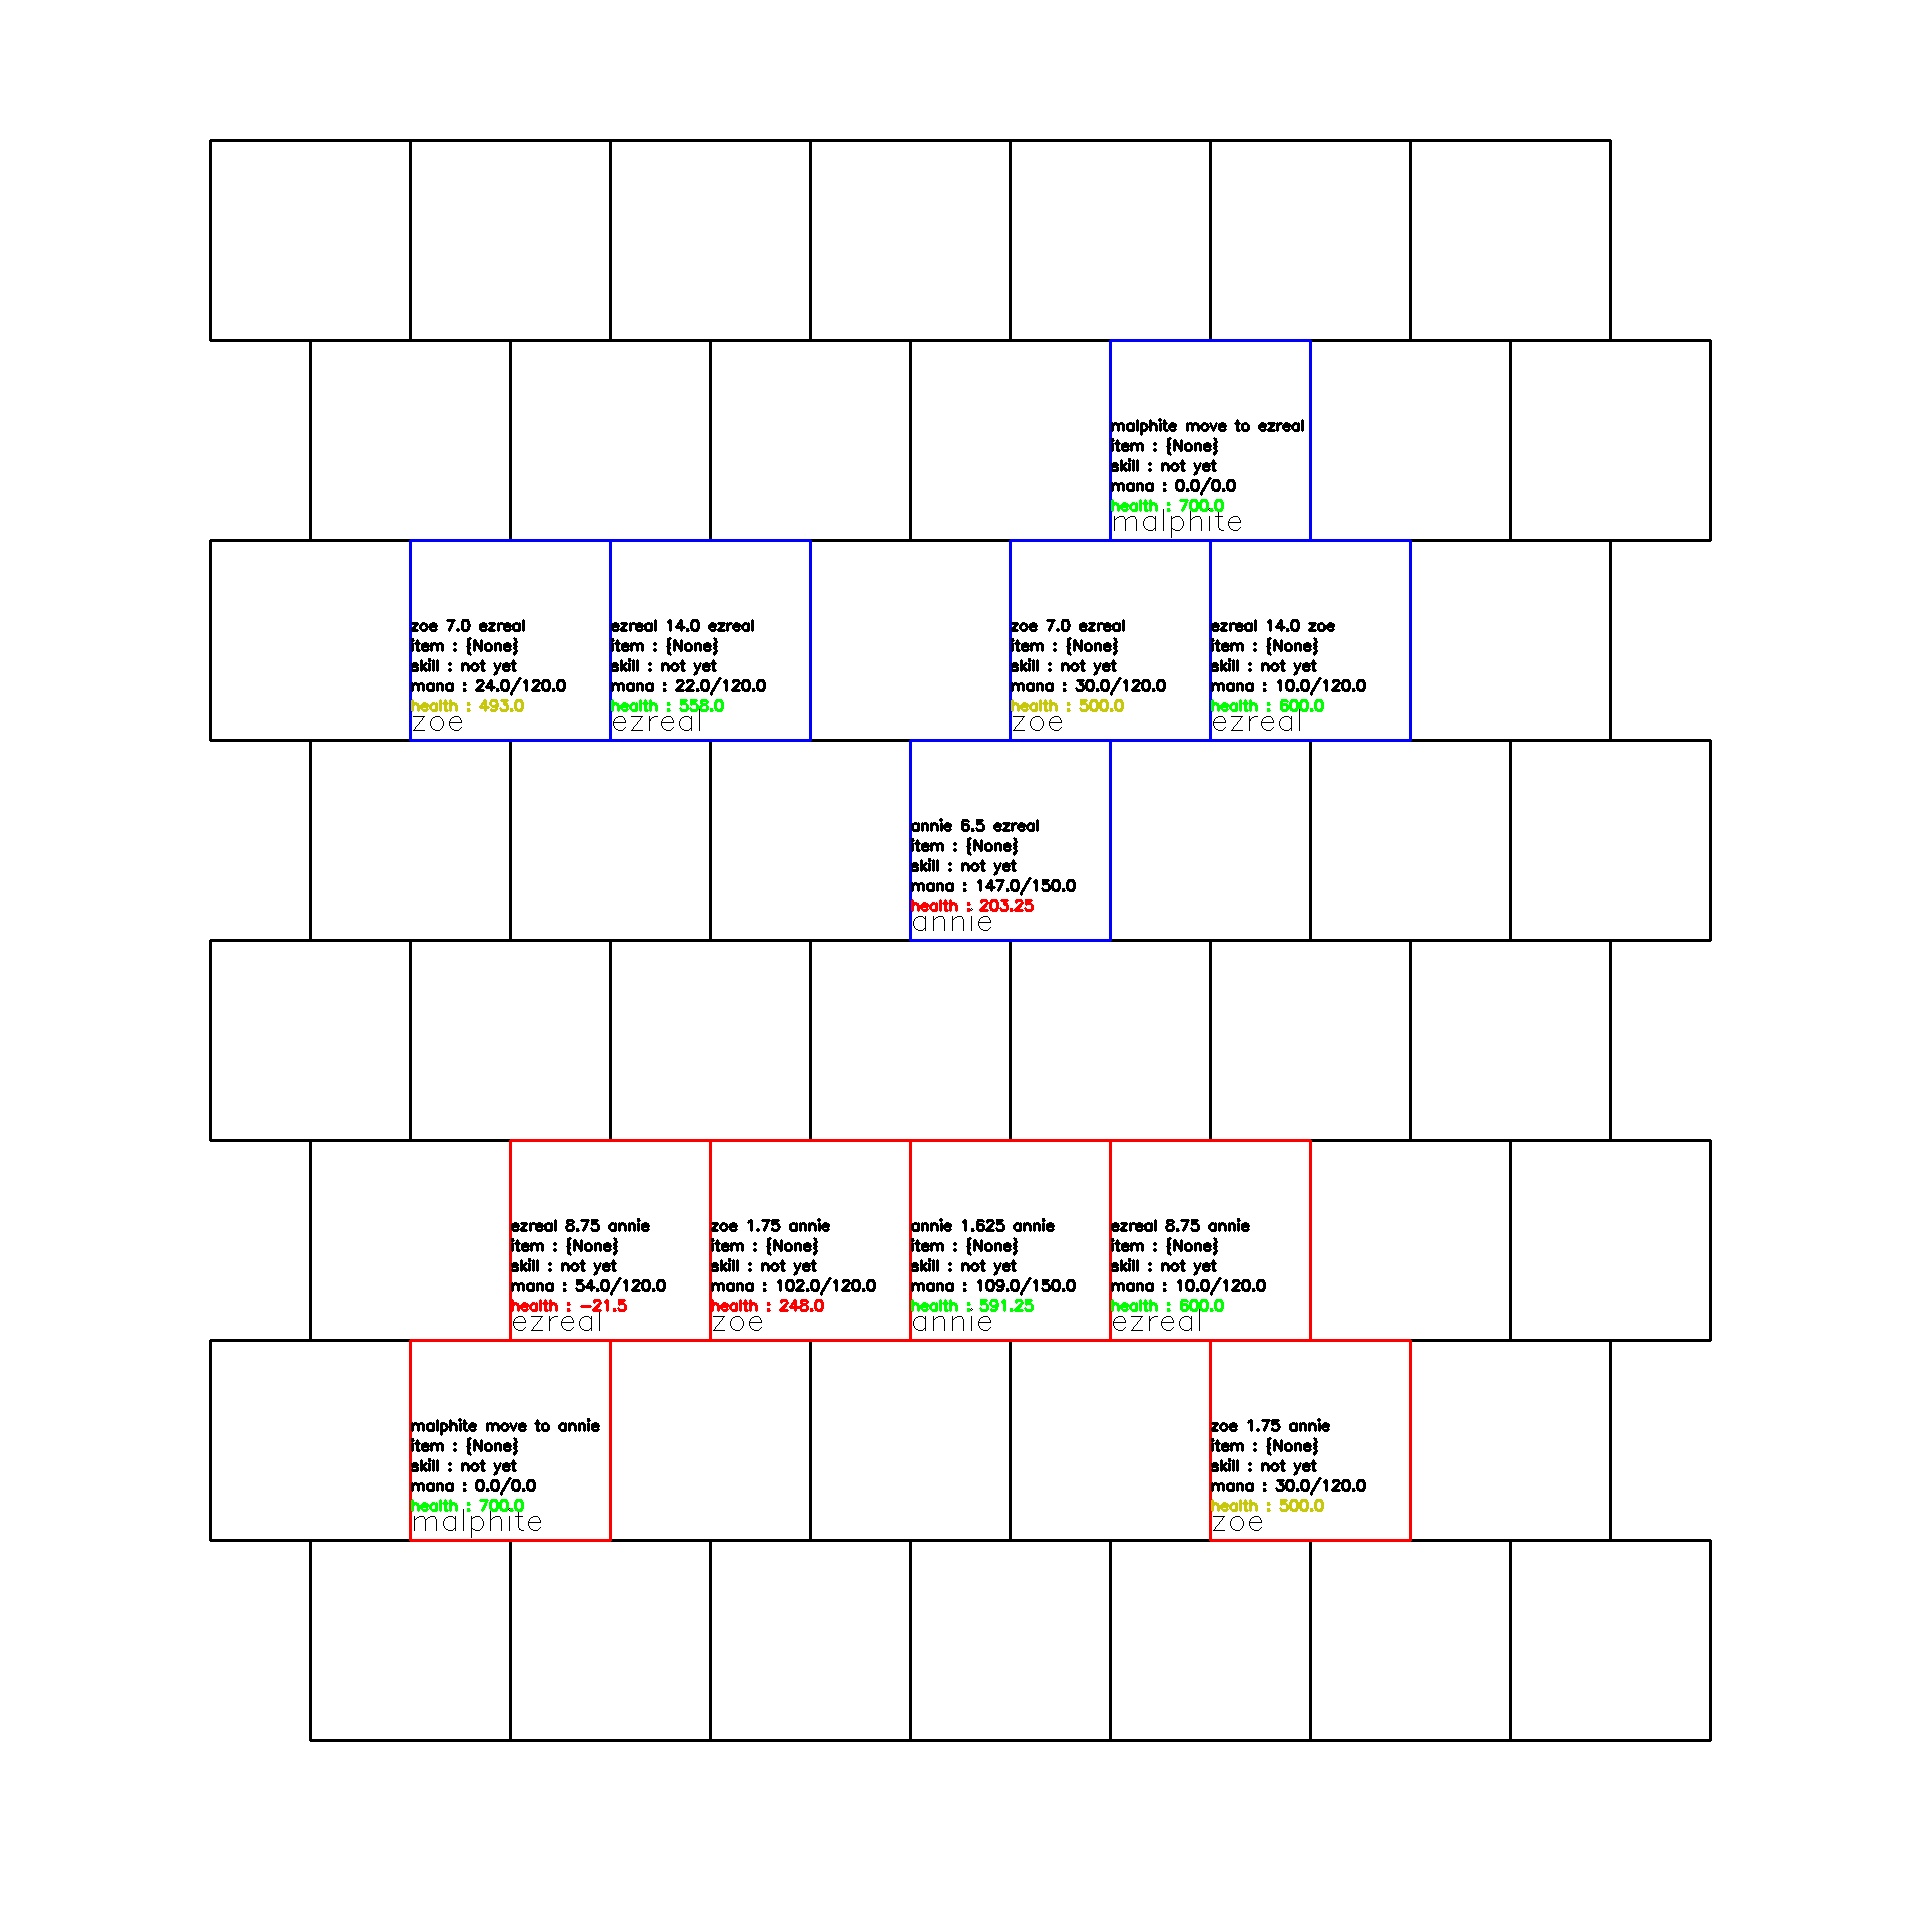 malphite move to ezreal
item : {None}
skill : not yet
mana : 0.0/0.0
health : 700.0
malphite
zoe 7.0 ezreal
item : {None}
skill : not yet
mana : 24.0/120.0
health : 493.0
zoe
ezreal 14.0 ezreal
item : {None}
skill : not yet
mana : 22.0/120.0
health : 558.0
ezreal
zoe 7.0 ezreal
item : {None}
skill : not yet
mana : 30.0/120.0
health : 500.0
zoe
ezreal 14.0 zoe
item : {None}
skill : not yet
mana : 10.0/120.0
health : 600.0
ezreal
annie 6.5 ezreal
item : {None}
skill : not yet
mana : 147.0/150.0
health : 203.25
annie
ezreal 8.75 annie
item : {None}
skill : not yet
mana : 54.0/120.0
health : -21.5
ezreal
zoe 1.75 annie
item : {None}
skill : not yet
mana : 102.0/120.0
health : 248.0
zoe
annie 1.625 annie
item : {None}
skill : not yet
mana : 109.0/150.0
health : 591.25
annie
ezreal 8.75 annie
item : {None}
skill : not yet
mana : 10.0/120.0
health : 600.0
ezreal
malphite move to annie
item : {None}
skill : not yet
mana : 0.0/0.0
health : 700.0
malphite
zoe 1.75 annie
item : {None}
skill : not yet
mana : 30.0/120.0
health : 500.0
zoe